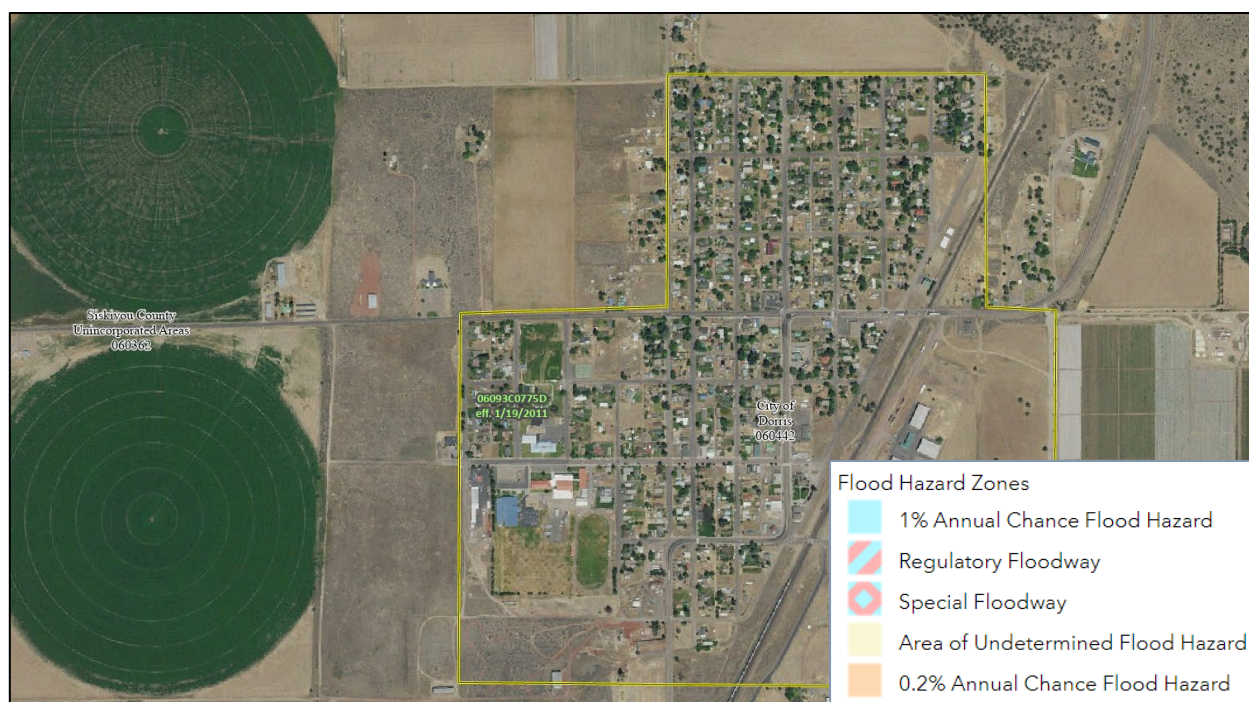 Siskiyou County
Unincorporated Areas
060362
06093C0775D
eff. 1/19/2011
City of
Dorris
060442
Flood Hazard Zones
1% Annual Chance Flood Hazard
Regulatory Floodway
Special Floodway
Area of Undetermined Flood Hazard
0.2% Annual Chance Flood Hazard